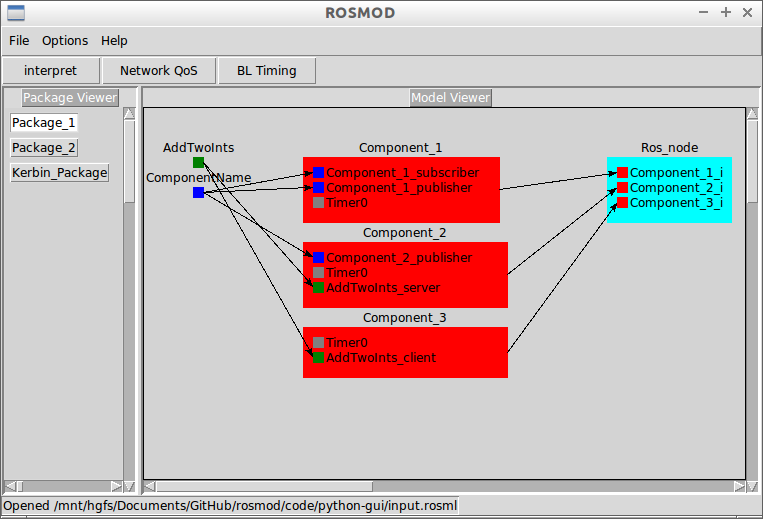 ROSMOD
File Options Help
interpret Network QoS BL Timing
Package Viewer
Package_1
Package_2
Kerbin_Package
Model Viewer
AddTwoInts
ComponentName
Component_1
Component_1_subscriber
Component_1_publisher
Timer0
Component_2
Component_2_publisher
Timer0
AddTwoInts_server
Component_3
Timer0
AddTwoInts_client
Ros_node
Component_1_i
Component_2_i
Component_3_i
Opened /mnt/hgfs/Documents/GitHub/rosmod/code/python-gui/input.rosml